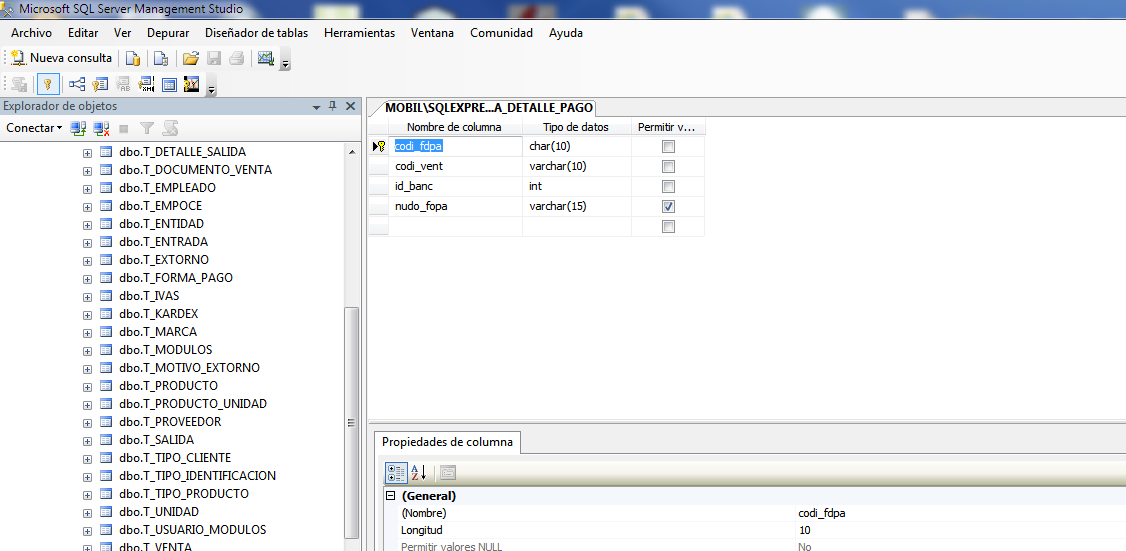 Microsoft SQL Server Management Studio
Archivo Editar Ver Depurar Diseñador de tablas Herramientas Ventana Comunidad Ayuda
Nueva consulta
Explorador de objetos
Conectar
dbo.T_DETALLE_SALIDA
dbo.T_DOCUMENTO_VENTA
dbo.T_EMPLEADO
dbo.T_EMPOCE
dbo.T_ENTIDAD
dbo.T_ENTRADA
dbo.T_EXTORNO
dbo.T_FORMA_PAGO
dbo.T_IVAS
dbo.T_KARDEX
dbo.T_MARCA
dbo.T_MODULOS
dbo.T_MOTIVO_EXTORNO
dbo.T_PRODUCTO
dbo.T_PRODUCTO_UNIDAD
dbo.T_PROVEEDOR
dbo.T_SALIDA
dbo.T_TIPO_CLIENTE
dbo.T_TIPO_IDENTIFICACION
dbo.T_TIPO_PRODUCTO
dbo.T_UNIDAD
dbo.T_USUARIO_MODULOS
dbo.T_VENTA
MOBIL\SQLEXPRE...A_DETALLE_PAGO
Nombre de columna Tipo de datos Permitir v...
codi_fdpa char(10)
codi_vent varchar(10)
id_banc int
nudo_fopa varchar(15)
Propiedades de columna
(General)
(Nombre) codi_fdpa
Longitud 10
Permitir valores NULL No